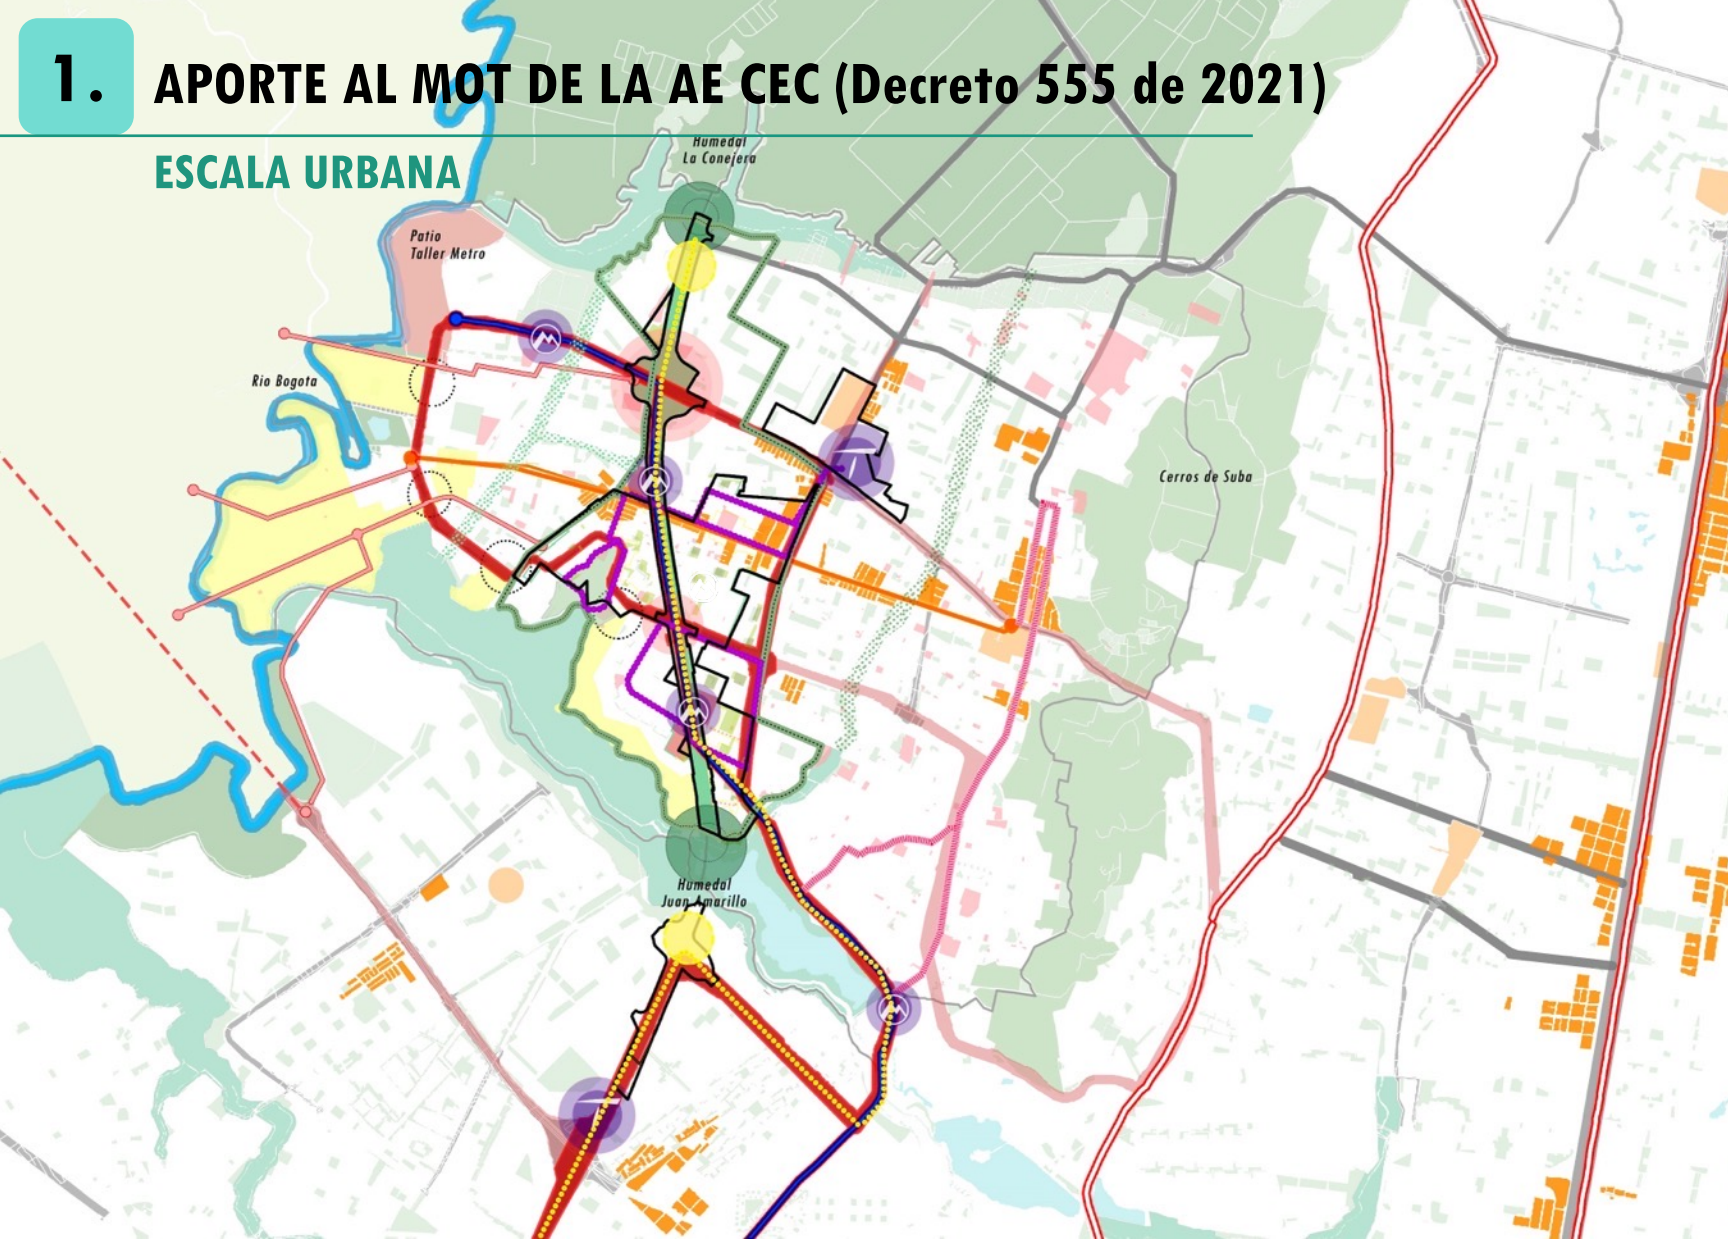 1.
APORTE AL MOT DE LA AE CEC (Decreto 555 de 2021)
ESCALA URBANA
Humedal
La Conejera
Patio
Taller Metro
Rio Bogota
Cerros de Suba
Humedal
Juan Amarillo